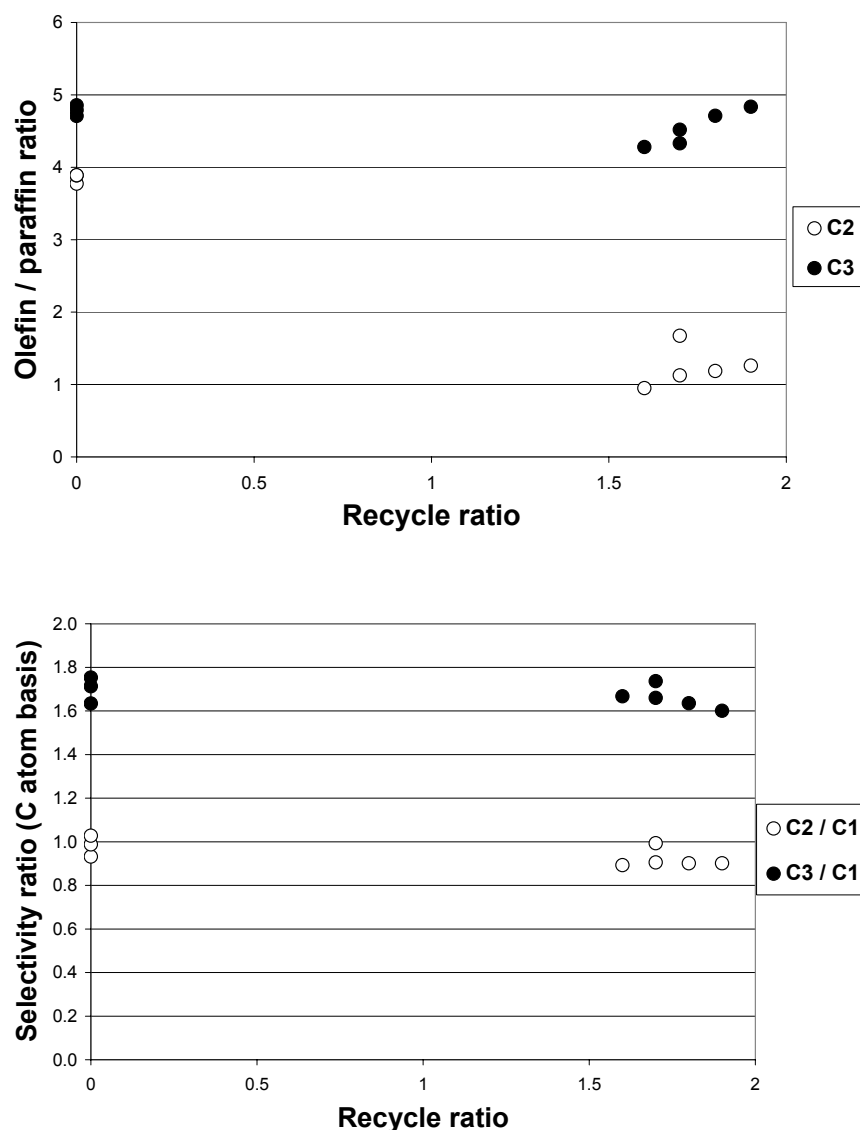 Olefin / paraffin ratio
6
5
4
3
2
1
0
0 0.5 1 1.5 2
Recycle ratio
C2
C3
Selectivity ratio (C atom basis)
2.0
1.8
1.6
1.4
1.2
1.0
0.8
0.6
0.4
0.2
0.0
0 0.5 1 1.5 2
Recycle ratio
C2 / C1
C3 / C1